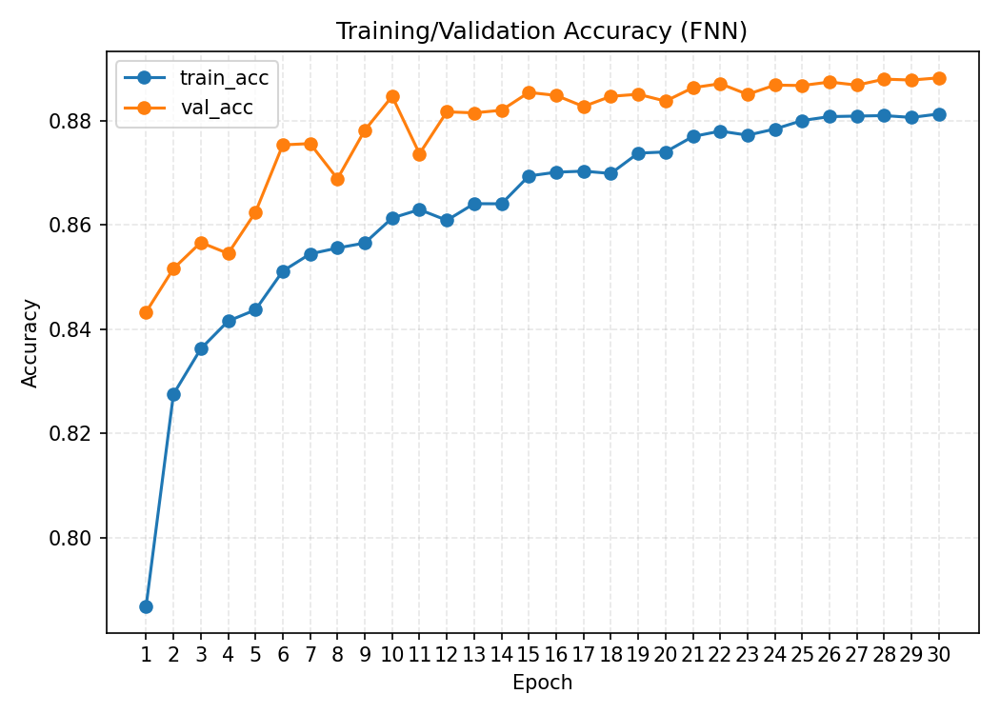 Training/Validation Accuracy (FNN)
train_acc
val_acc
Accuracy
0.88
0.86
0.84
0.82
0.80
1 2 3 4 5 6 7 8 9 10 11 12 13 14 15 16 17 18 19 20 21 22 23 24 25 26 27 28 29 30
Epoch